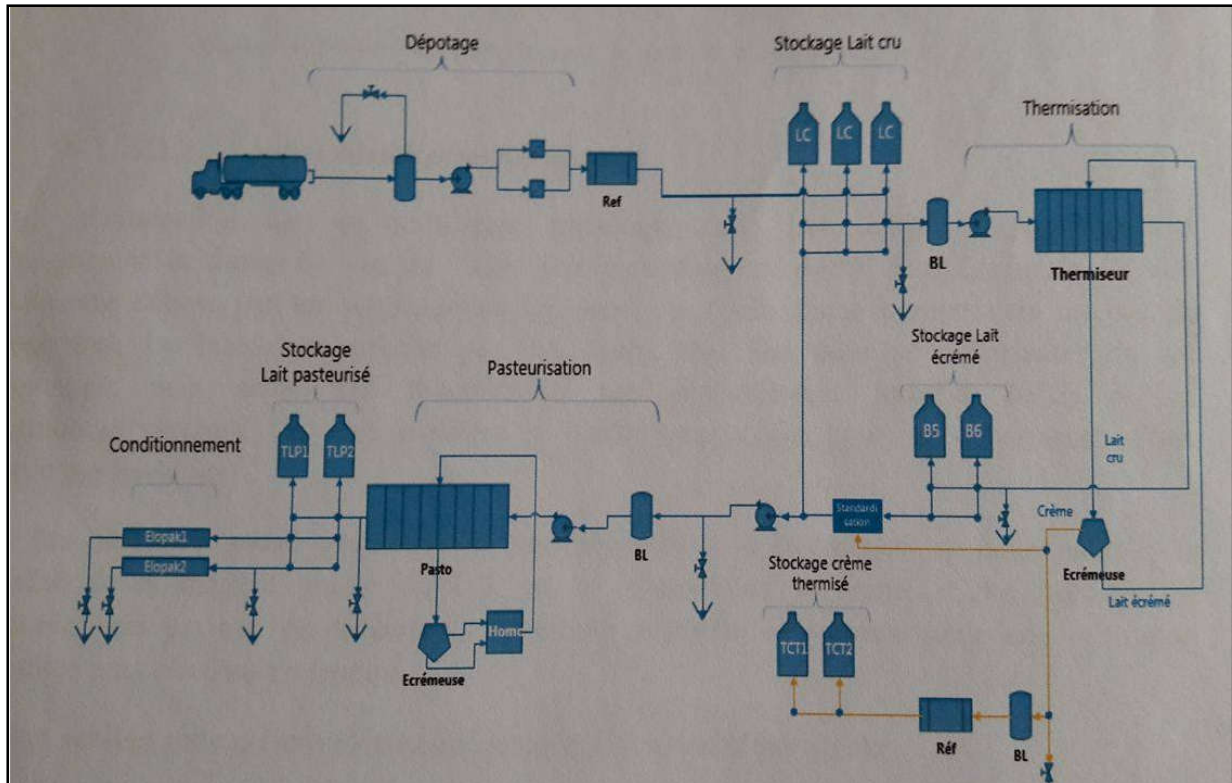 Dépotage
Stockage Lait cru
LC
LC
LC
Thermisation
Ref
BL
Thermiseur
Stockage Lait
écrémé
B5
B6
Stockage
Lait pasteurisé
TLP1
TLP2
Pasteurisation
Conditionnement
Elopak1
Elopak2
Pasto
BL
Standardi
sation
Lait
cru
Crème
Ecrémeuse
Lait écrémé
Homo
Ecrémeuse
Stockage crème
thermisé
TCT1
TCT2
Réf
BL